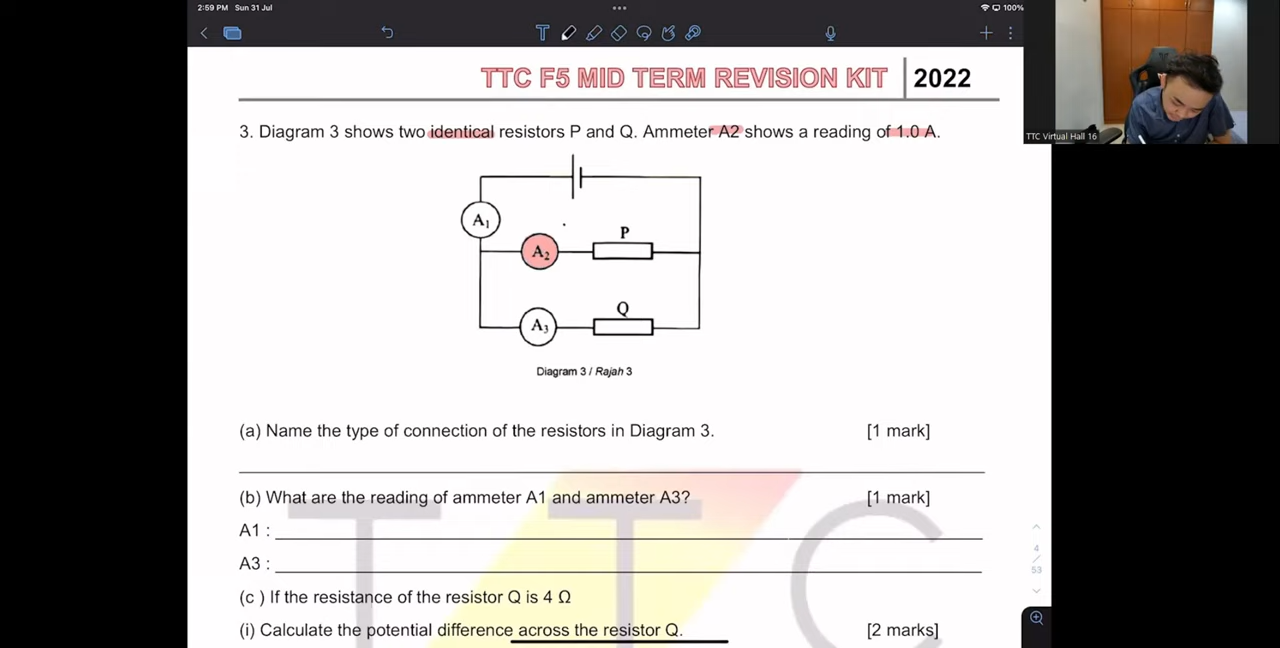 2:59 PM Sun 31 Jul
100%
TTC F5 MID TERM REVISION KIT 2022
3. Diagram 3 shows two identical resistors P and Q. Ammeter A2 shows a reading of 1.0 A.
A1
A2
P
A3
Q
Diagram 3 / Rajah 3
(a) Name the type of connection of the resistors in Diagram 3. [1 mark]
(b) What are the reading of ammeter A1 and ammeter A3? [1 mark]
A1 :
A3 :
(c ) If the resistance of the resistor Q is 4 Ω
(i) Calculate the potential difference across the resistor Q. [2 marks]
TTC
4
/
53
T
TTC Virtual Hall 16